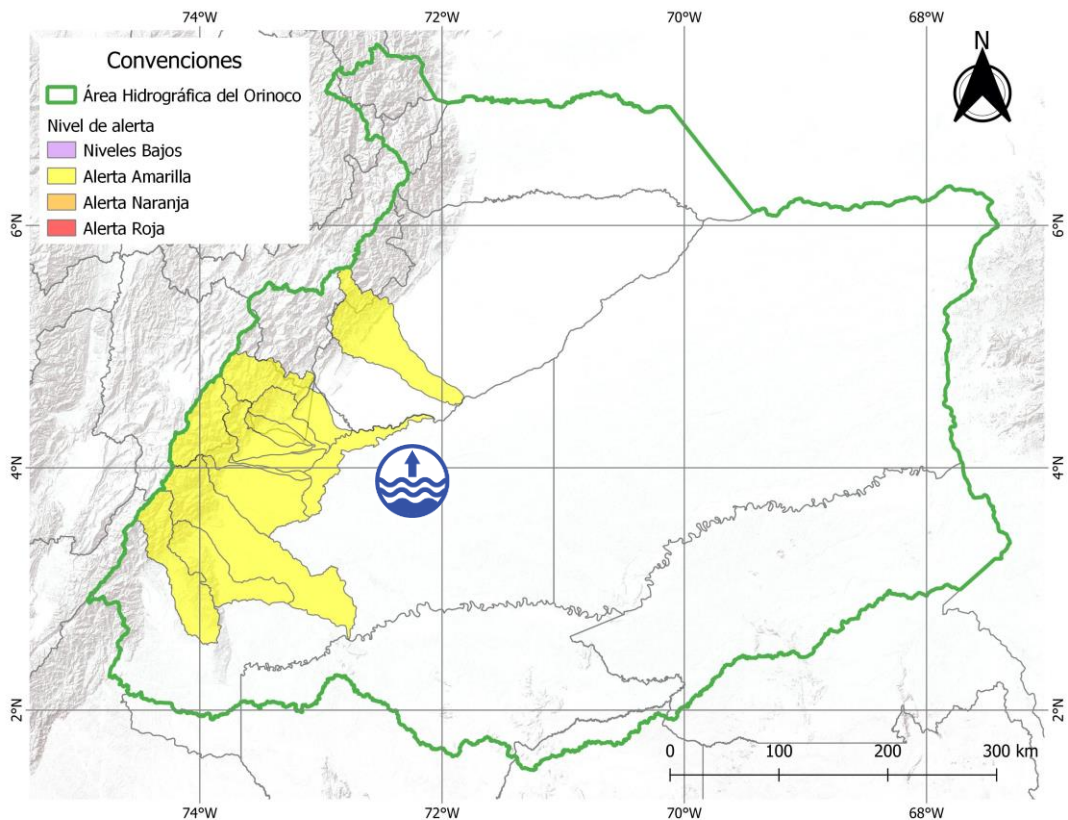 74°W
72°W
70°W
68°W
Convenciones
Área Hidrográfica del Orinoco
Nivel de alerta
Niveles Bajos
Alerta Amarilla
Alerta Naranja
Alerta Roja
N
6°N
6°N
4°N
4°N
2°N
2°N
0 100 200 300 km
74°W
72°W
70°W
68°W